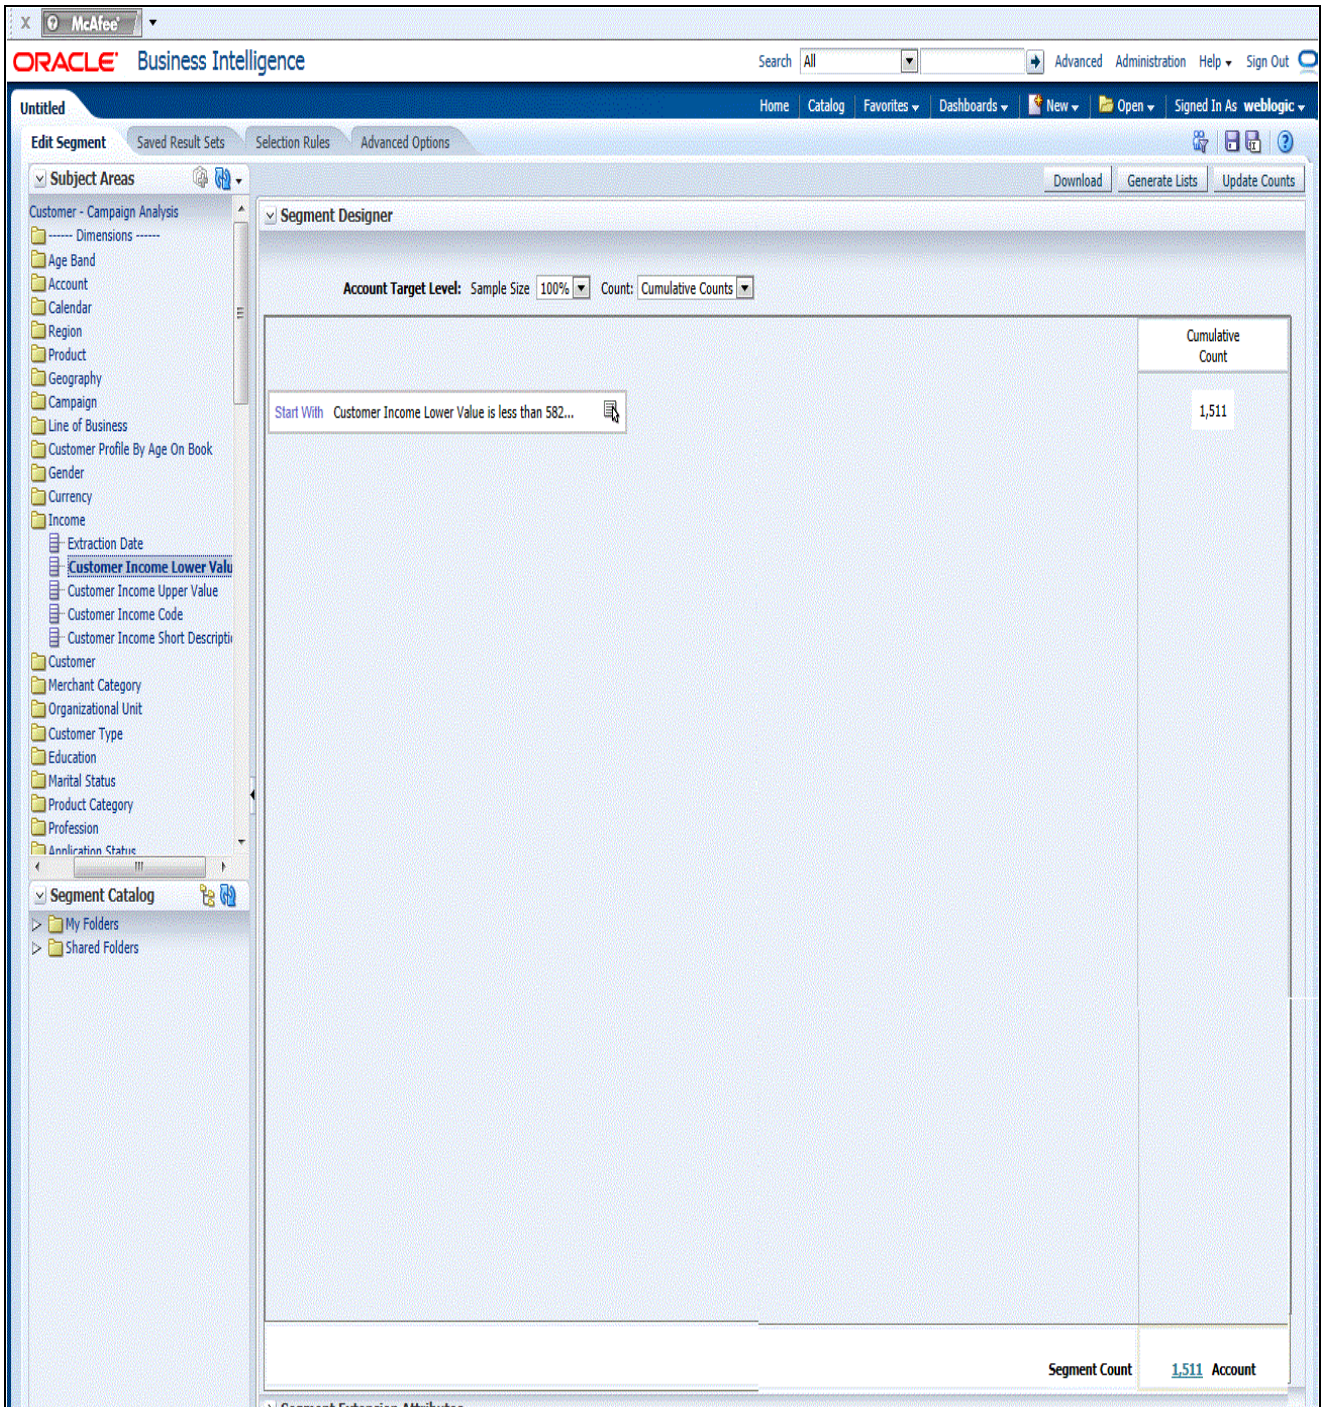 X McAfee
ORACLE Business Intelligence
Search All Advanced Administration Help Sign Out
Untitled
Home Catalog Favorites Dashboards New Open Signed In As weblogic
Edit Segment Saved Result Sets Selection Rules Advanced Options
Subject Areas
Download Generate Lists Update Counts
Customer - Campaign Analysis
------ Dimensions ------
Age Band
Account
Calendar
Region
Product
Geography
Campaign
Line of Business
Customer Profile By Age On Book
Gender
Currency
Income
Extraction Date
Customer Income Lower Valu
Customer Income Upper Value
Customer Income Code
Customer Income Short Descripti
Customer
Merchant Category
Organizational Unit
Customer Type
Education
Marital Status
Product Category
Profession
Application Status
Segment Catalog
My Folders
Shared Folders
Segment Designer
Account Target Level: Sample Size 100% Count: Cumulative Counts
Cumulative
Count
Start With Customer Income Lower Value is less than 582...
1,511
Segment Count 1,511 Account
Segment Extension Attributes